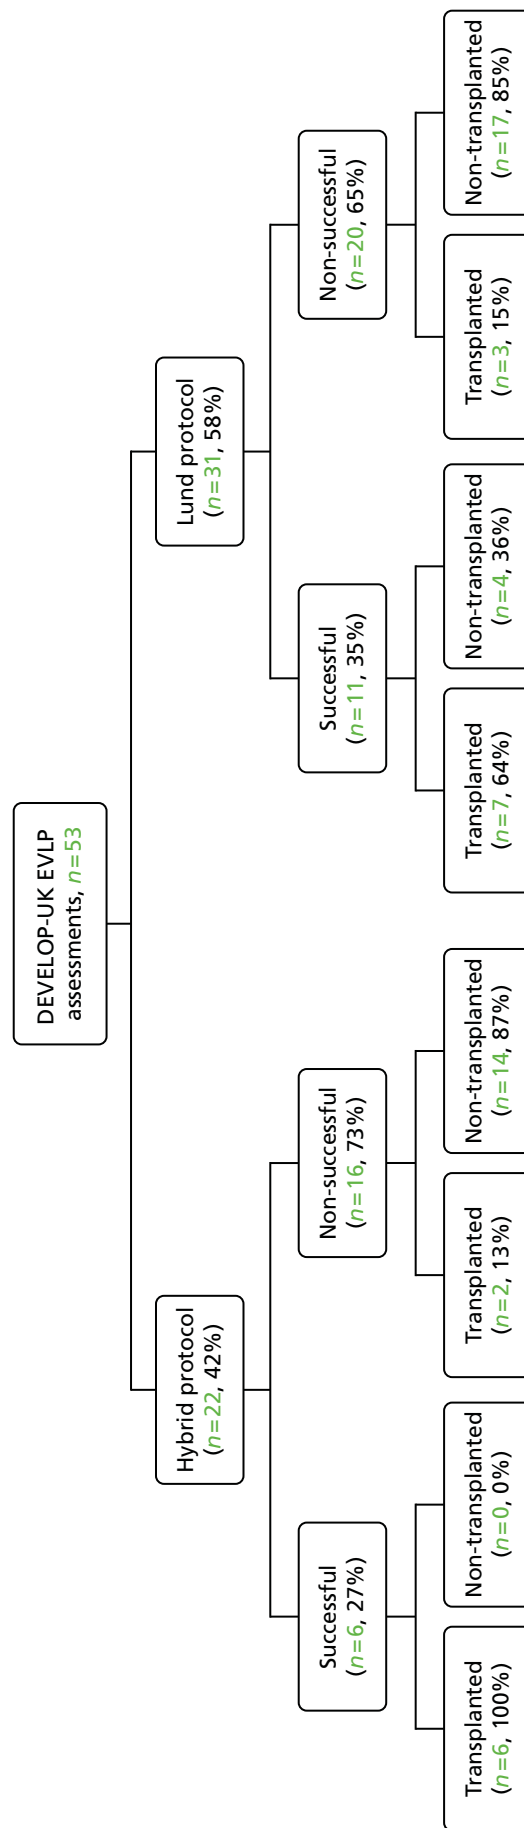 DEVELOP-UK EVLP
assessments, n=53
Hybrid protocol
(n=22, 42%)
Lund protocol
(n=31, 58%)
Successful
(n=6, 27%)
Non-successful
(n=16, 73%)
Successful
(n=11, 35%)
Non-successful
(n=20, 65%)
Transplanted
(n=6, 100%)
Non-transplanted
(n=0, 0%)
Transplanted
(n=2, 13%)
Non-transplanted
(n=14, 87%)
Transplanted
(n=7, 64%)
Non-transplanted
(n=4, 36%)
Transplanted
(n=3, 15%)
Non-transplanted
(n=17, 85%)